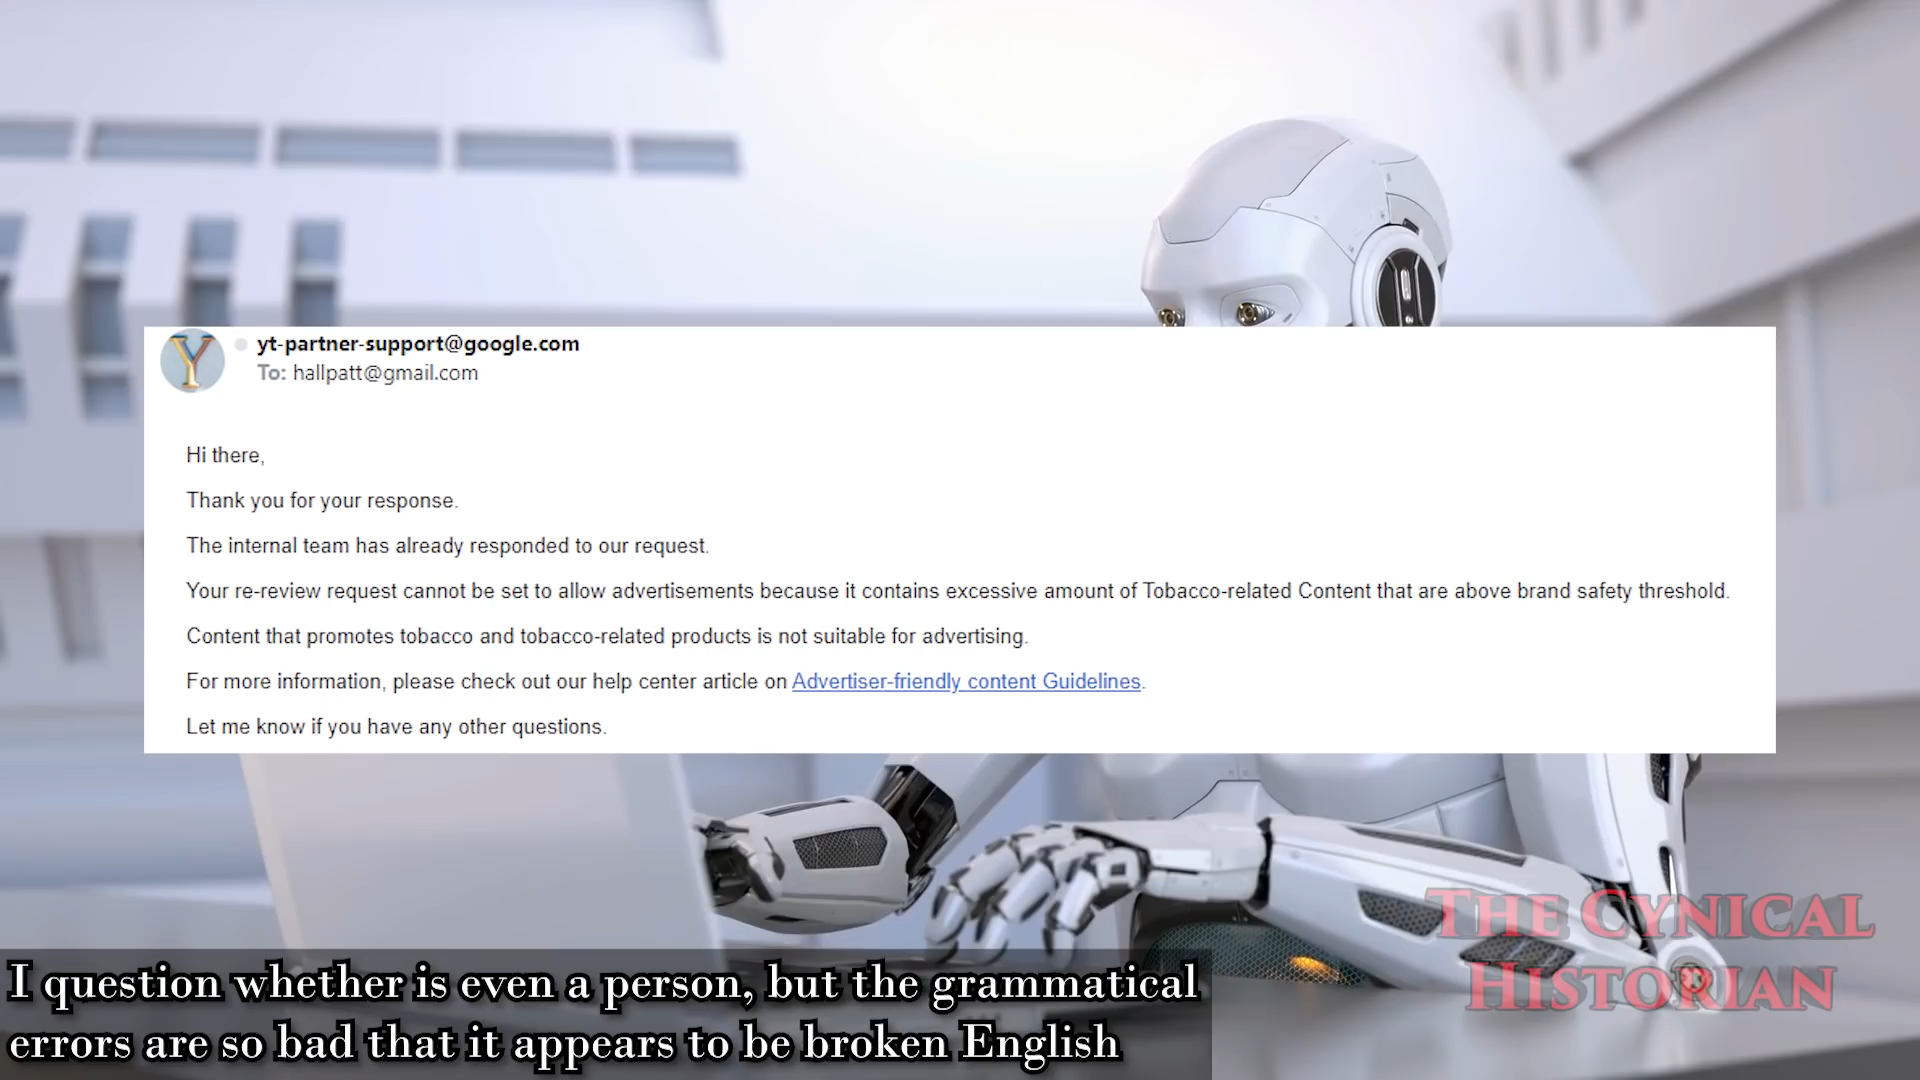 yt-partner-support@google.com
To: hallpatt@gmail.com
Hi there,
Thank you for your response.
The internal team has already responded to our request.
Your re-review request cannot be set to allow advertisements because it contains excessive amount of Tobacco-related Content that are above brand safety threshold.
Content that promotes tobacco and tobacco-related products is not suitable for advertising.
For more information, please check out our help center article on Advertiser-friendly content Guidelines.
Let me know if you have any other questions.
THE CYNICAL
HISTORIAN
I question whether is even a person, but the grammatical
errors are so bad that it appears to be broken English